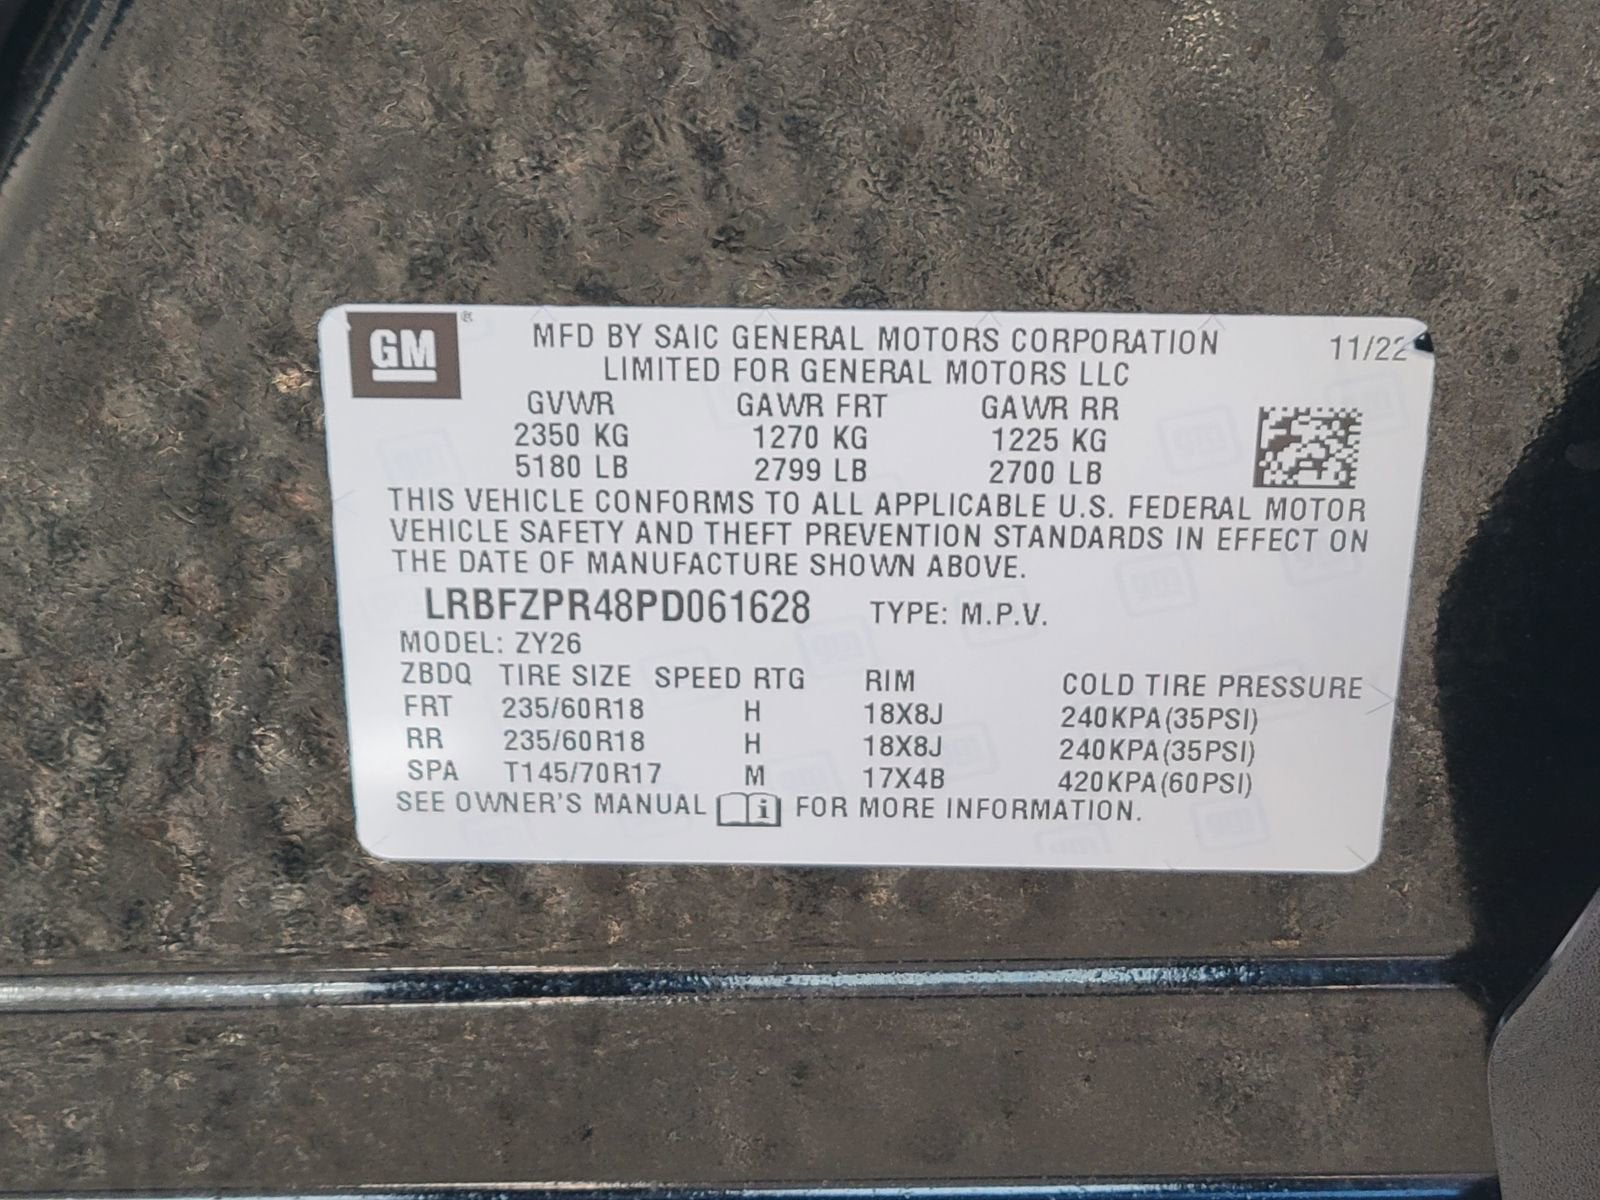 GM ®
MFD BY SAIC GENERAL MOTORS CORPORATION 11/22
LIMITED FOR GENERAL MOTORS LLC
GVWR GAWR FRT GAWR RR
2350 KG 1270 KG 1225 KG
5180 LB 2799 LB 2700 LB
THIS VEHICLE CONFORMS TO ALL APPLICABLE U.S. FEDERAL MOTOR
VEHICLE SAFETY AND THEFT PREVENTION STANDARDS IN EFFECT ON
THE DATE OF MANUFACTURE SHOWN ABOVE.
LRBFZPR48PD061628 TYPE: M.P.V.
MODEL: ZY26
ZBDQ TIRE SIZE SPEED RTG RIM COLD TIRE PRESSURE
FRT 235/60R18 H 18X8J 240KPA(35PSI)
RR 235/60R18 H 18X8J 240KPA(35PSI)
SPA T145/70R17 M 17X4B 420KPA(60PSI)
SEE OWNER'S MANUAL i FOR MORE INFORMATION.